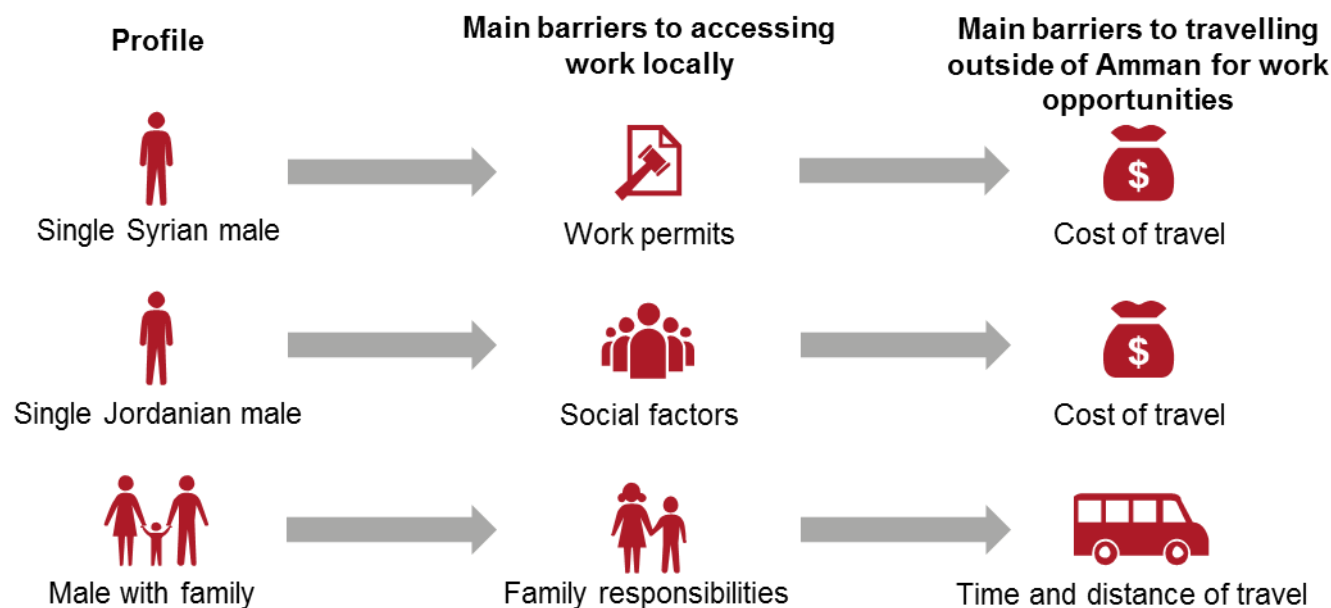 Profile
Main barriers to accessing
work locally
Main barriers to travelling
outside of Amman for work
opportunities
Single Syrian male
Work permits
$
Cost of travel
Single Jordanian male
Social factors
$
Cost of travel
Male with family
Family responsibilities
Time and distance of travel